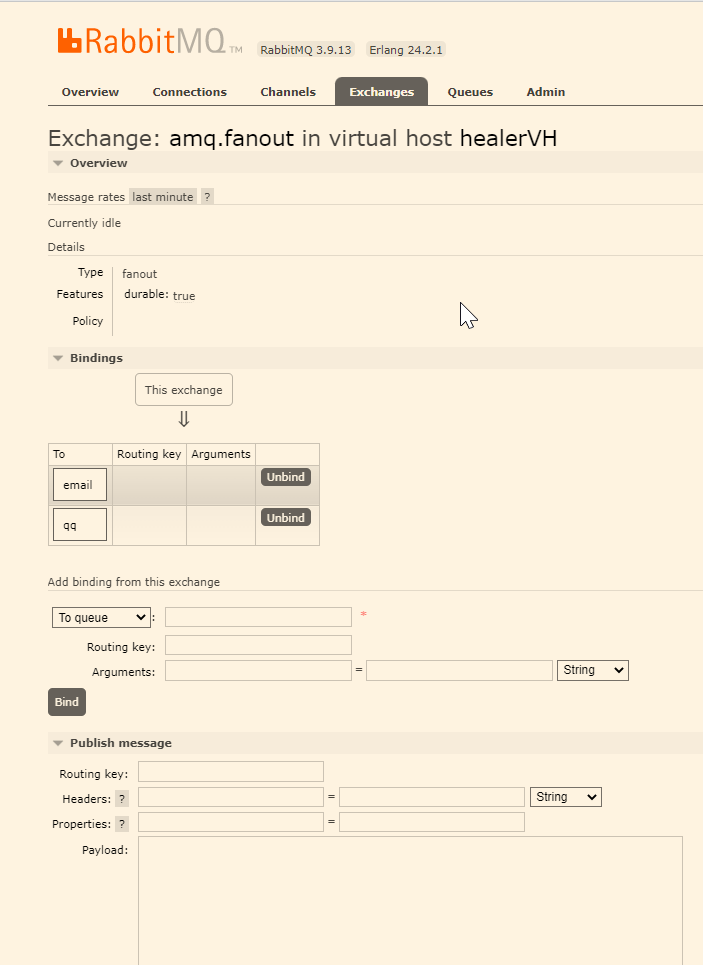 RabbitMQ TM RabbitMQ 3.9.13 Erlang 24.2.1
Overview Connections Channels Exchanges Queues Admin
Exchange: amq.fanout in virtual host healerVH
Overview
Message rates last minute ?
Currently idle
Details
Type fanout
Features durable: true
Policy
Bindings
This exchange
⇓
To Routing key Arguments
email Unbind
qq Unbind
Add binding from this exchange
To queue : *
Routing key:
Arguments: = String
Bind
Publish message
Routing key:
Headers: ? = String
Properties: ? =
Payload: